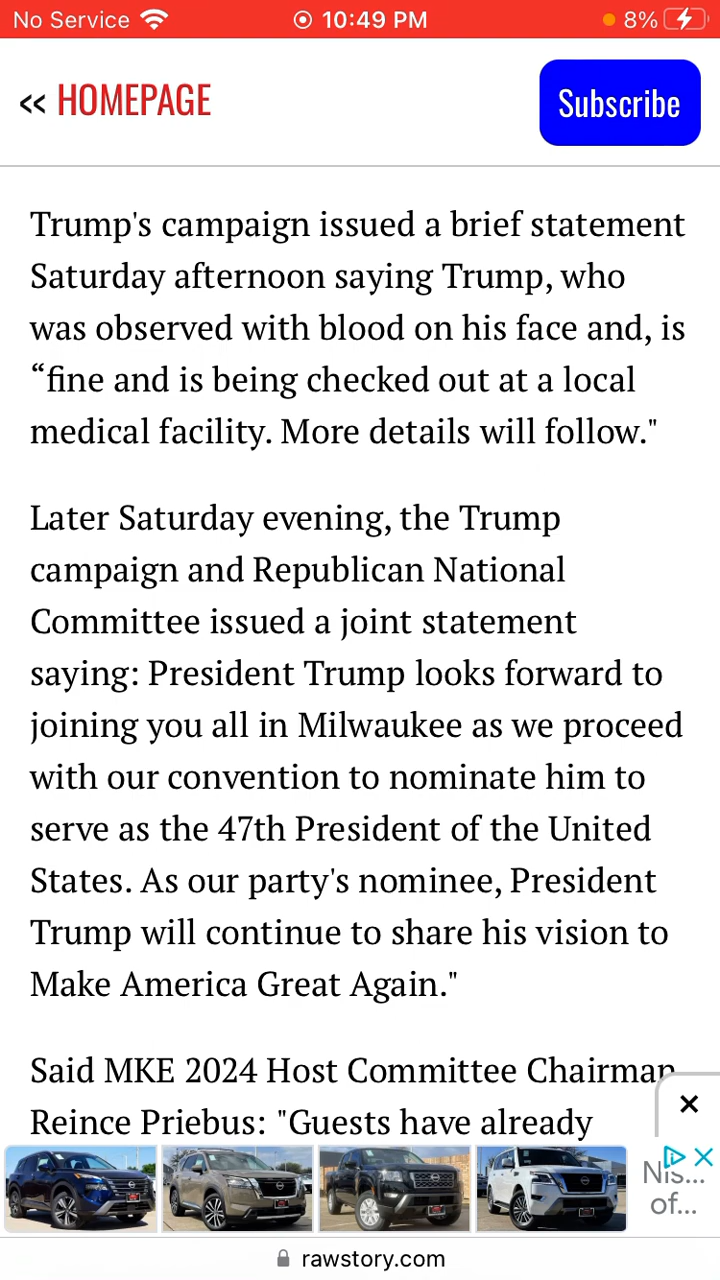 No Service 10:49 PM 8%
<< HOMEPAGE Subscribe
Trump's campaign issued a brief statement
Saturday afternoon saying Trump, who
was observed with blood on his face and, is
“fine and is being checked out at a local
medical facility. More details will follow."
Later Saturday evening, the Trump
campaign and Republican National
Committee issued a joint statement
saying: President Trump looks forward to
joining you all in Milwaukee as we proceed
with our convention to nominate him to
serve as the 47th President of the United
States. As our party's nominee, President
Trump will continue to share his vision to
Make America Great Again."
Said MKE 2024 Host Committee Chairman
Reince Priebus: "Guests have already
Nis...
of...
rawstory.com